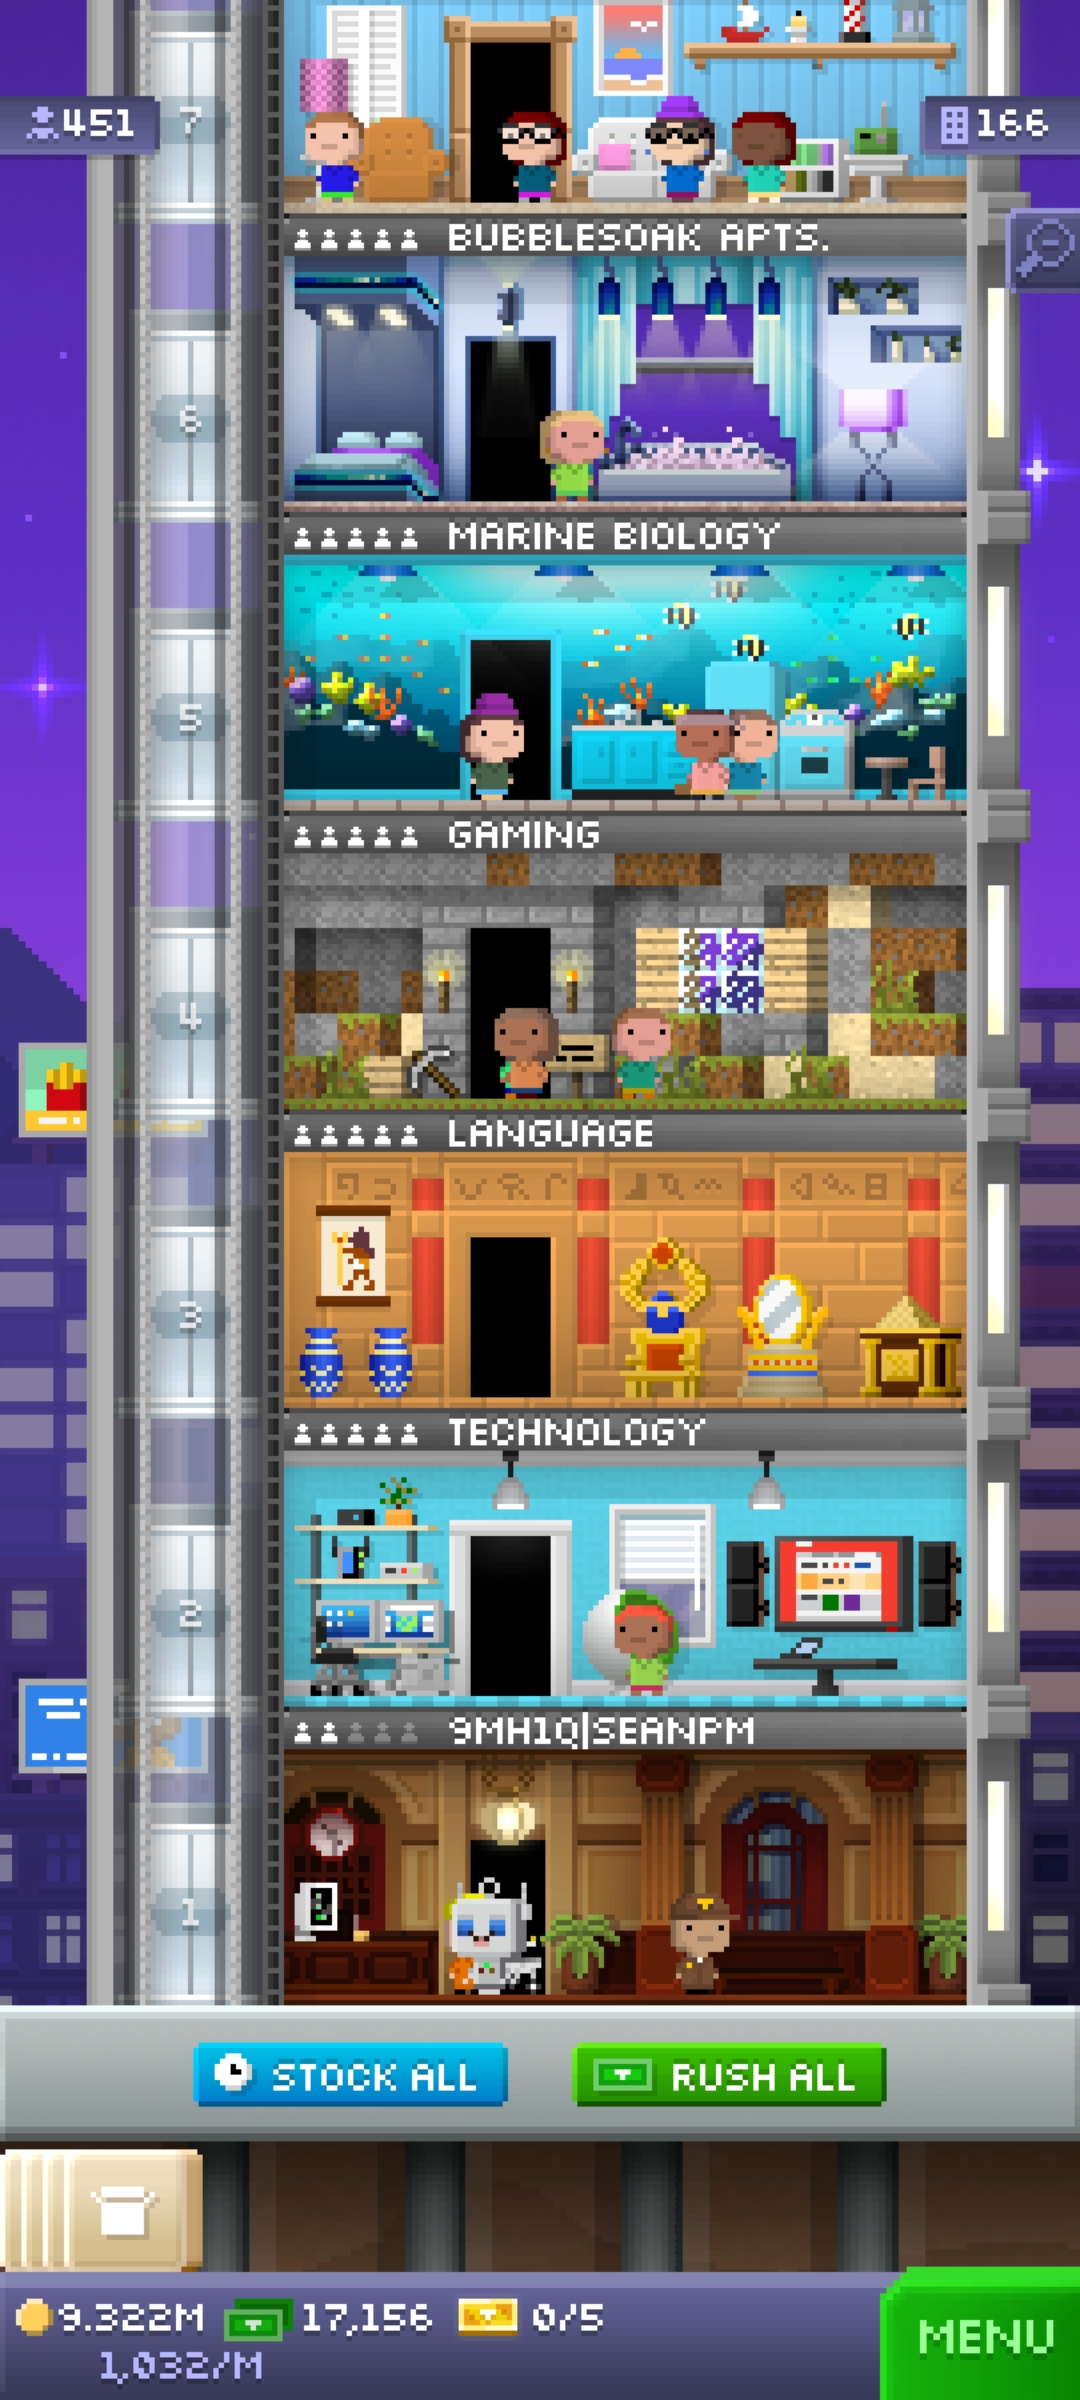 451
7
166
BUBBLESOAK APTS.
6
MARINE BIOLOGY
5
GAMING
4
LANGUAGE
3
TECHNOLOGY
2
9MH1Q|SEANPM
1
STOCK ALL
RUSH ALL
9.322M
17,156
0/5
1,032/M
MENU